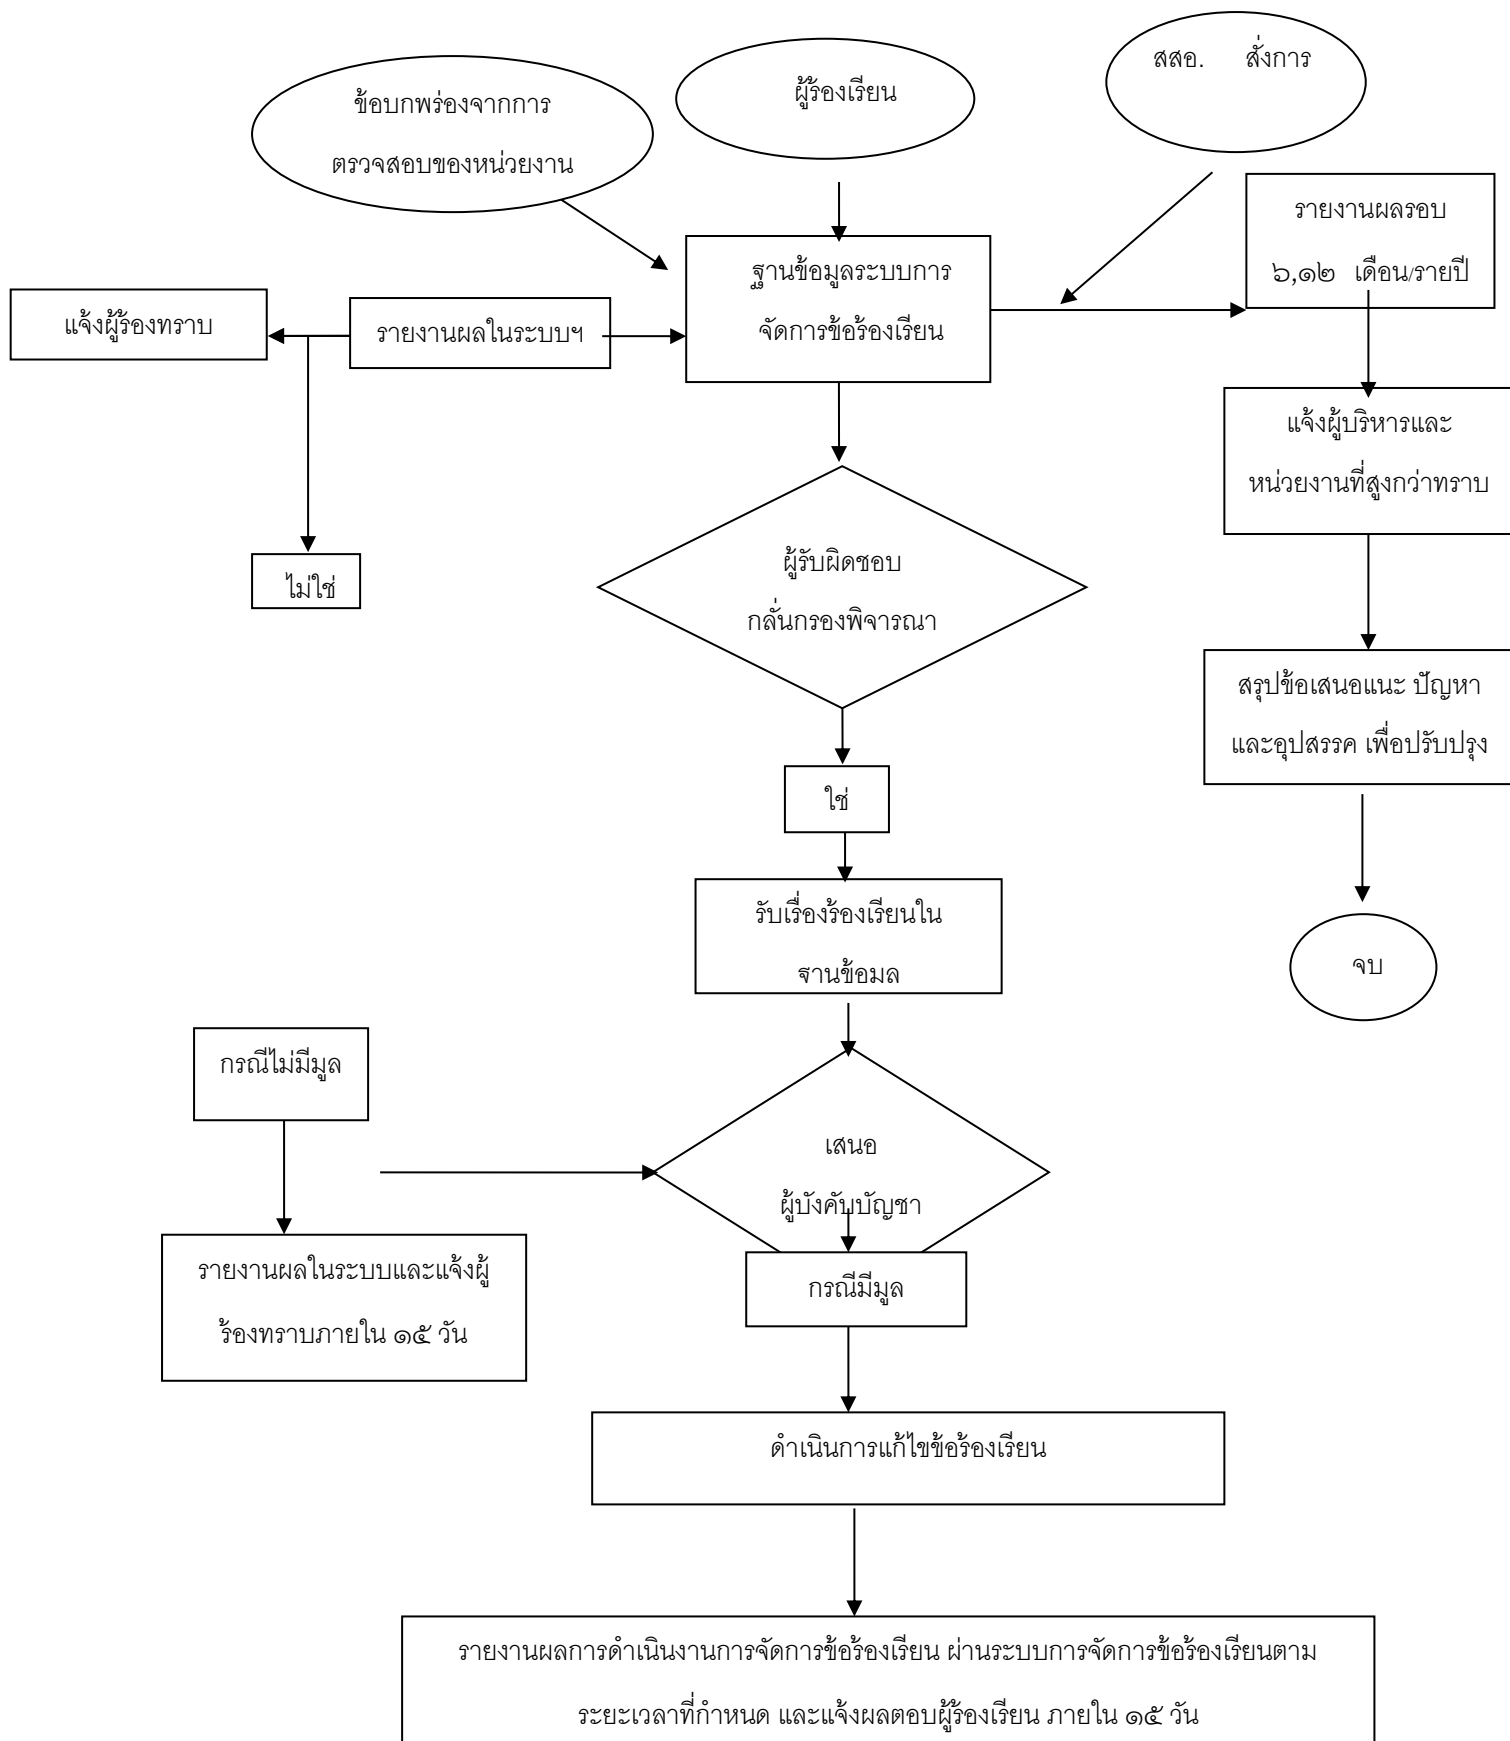 สสอ. สั่งการ
ผู้ร้องเรียน
ข้อบกพร่องจากการ
ตรวจสอบของหน่วยงาน
รายงานผลรอบ
๖,๑๒ เดือน/รายปี
ฐานข้อมูลระบบการ
จัดการข้อร้องเรียน
แจ้งผู้ร้องทราบ
รายงานผลในระบบฯ
แจ้งผู้บริหารและ
หน่วยงานที่สูงกว่าทราบ
ไม่ใช่
ผู้รับผิดชอบ
กลั่นกรองพิจารณา
สรุปข้อเสนอแนะ ปัญหา
และอุปสรรค เพื่อปรับปรุง
ใช่
รับเรื่องร้องเรียนใน
ฐานข้อมูล
จบ
กรณีไม่มีมูล
เสนอ
ผู้บังคับบัญชา
รายงานผลในระบบและแจ้งผู้
ร้องทราบภายใน ๑๕ วัน
กรณีมีมูล
ดำเนินการแก้ไขข้อร้องเรียน
รายงานผลการดำเนินงานการจัดการข้อร้องเรียน ผ่านระบบการจัดการข้อร้องเรียนตาม
ระยะเวลาที่กำหนด และแจ้งผลตอบผู้ร้องเรียน ภายใน ๑๕ วัน